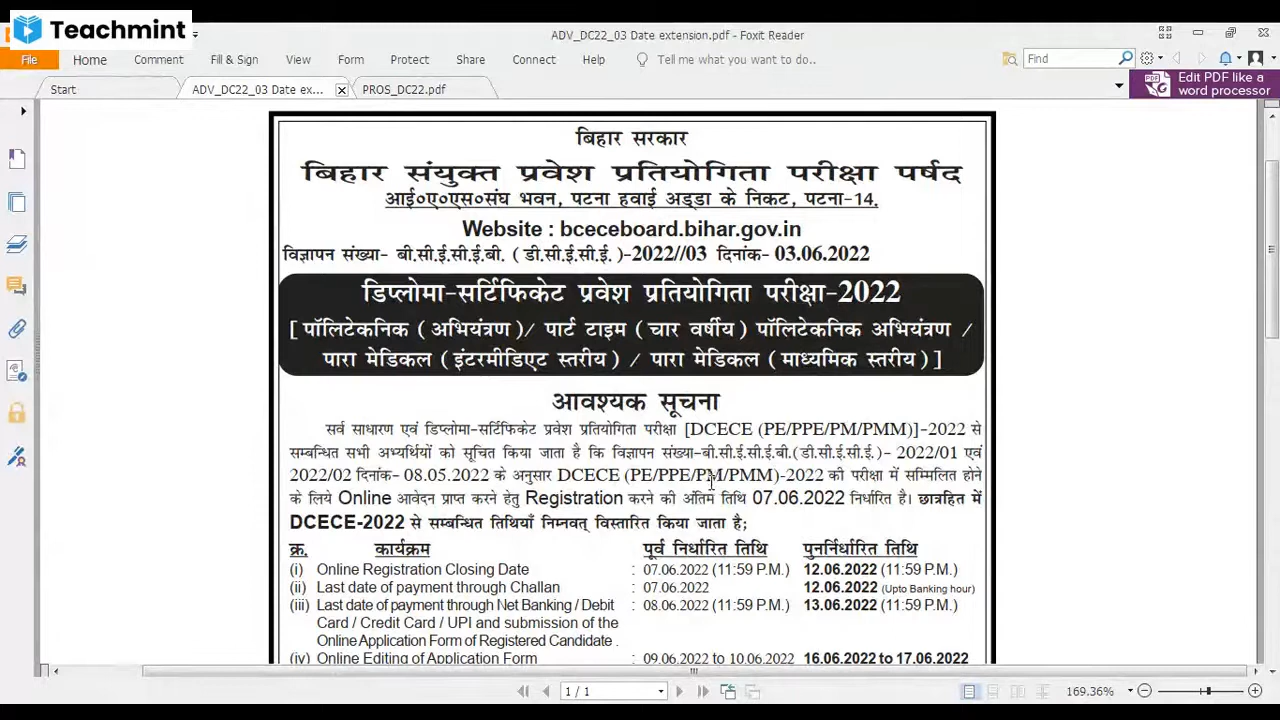 Teachmint
ADV_DC22_03 Date extension.pdf - Foxit Reader
File Home Comment Fill & Sign View Form Protect Share Connect Help Tell me what you want to do.. Find
Start ADV_DC22_03 Date ex... PROS_DC22.pdf
Edit PDF like a
word processor
बिहार सरकार
बिहार संयुक्त प्रवेश प्रतियोगिता परीक्षा पर्षद
आई०ए०एस०संघ भवन, पटना हवाई अड्डा के निकट, पटना-14.
Website : bceceboard.bihar.gov.in
विज्ञापन संख्या- बी.सी.ई.सी.ई.बी. ( डी.सी.ई.सी.ई. )-2022//03 दिनांक- 03.06.2022
डिप्लोमा-सर्टिफिकेट प्रवेश प्रतियोगिता परीक्षा-2022
[ पॉलिटेकनिक ( अभियंत्रण )/ पार्ट टाइम ( चार वर्षीय ) पॉलिटेकनिक अभियंत्रण /
पारा मेडिकल ( इंटरमीडिएट स्तरीय ) / पारा मेडिकल ( माध्यमिक स्तरीय ) ]
आवश्यक सूचना
सर्व साधारण एवं डिप्लोमा-सर्टिफिकेट प्रवेश प्रतियोगिता परीक्षा [DCECE (PE/PPE/PM/PMM)]-2022 से
सम्बन्धित सभी अभ्यर्थियों को सूचित किया जाता है कि विज्ञापन संख्या-बी.सी.ई.सी.ई.बी.(डी.सी.ई.सी.ई.)- 2022/01 एवं
2022/02 दिनांक- 08.05.2022 के अनुसार DCECE (PE/PPE/PM/PMM)-2022 की परीक्षा में सम्मिलित होने
के लिये Online आवेदन प्राप्त करने हेतु Registration करने की अंतिम तिथि 07.06.2022 निर्धारित है। छात्रहित में
DCECE-2022 से सम्बन्धित तिथियाँ निम्नवत् विस्तारित किया जाता है;
क्र. कार्यक्रम पूर्व निर्धारित तिथि पुनर्निर्धारित तिथि
(i) Online Registration Closing Date : 07.06.2022 (11:59 P.M.) 12.06.2022 (11:59 P.M.)
(ii) Last date of payment through Challan : 07.06.2022 12.06.2022 (Upto Banking hour)
(iii) Last date of payment through Net Banking / Debit : 08.06.2022 (11:59 P.M.) 13.06.2022 (11:59 P.M.)
Card / Credit Card / UPI and submission of the
Online Application Form of Registered Candidate .
(iv) Online Editing of Application Form : 09.06.2022 to 10.06.2022 16.06.2022 to 17.06.2022
1 / 1 169.36%